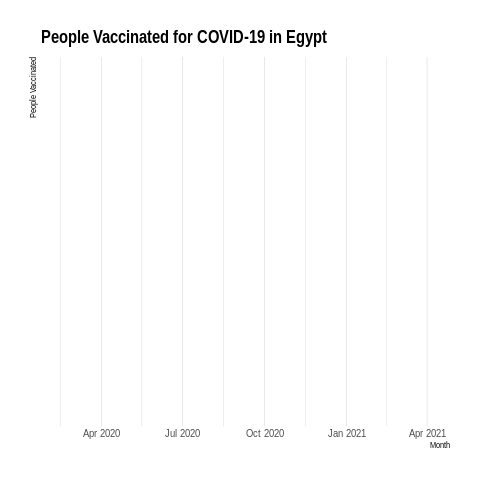 People Vaccinated for COVID-19 in Egypt
People Vaccinated
Apr 2020 Jul 2020 Oct 2020 Jan 2021 Apr 2021
Month